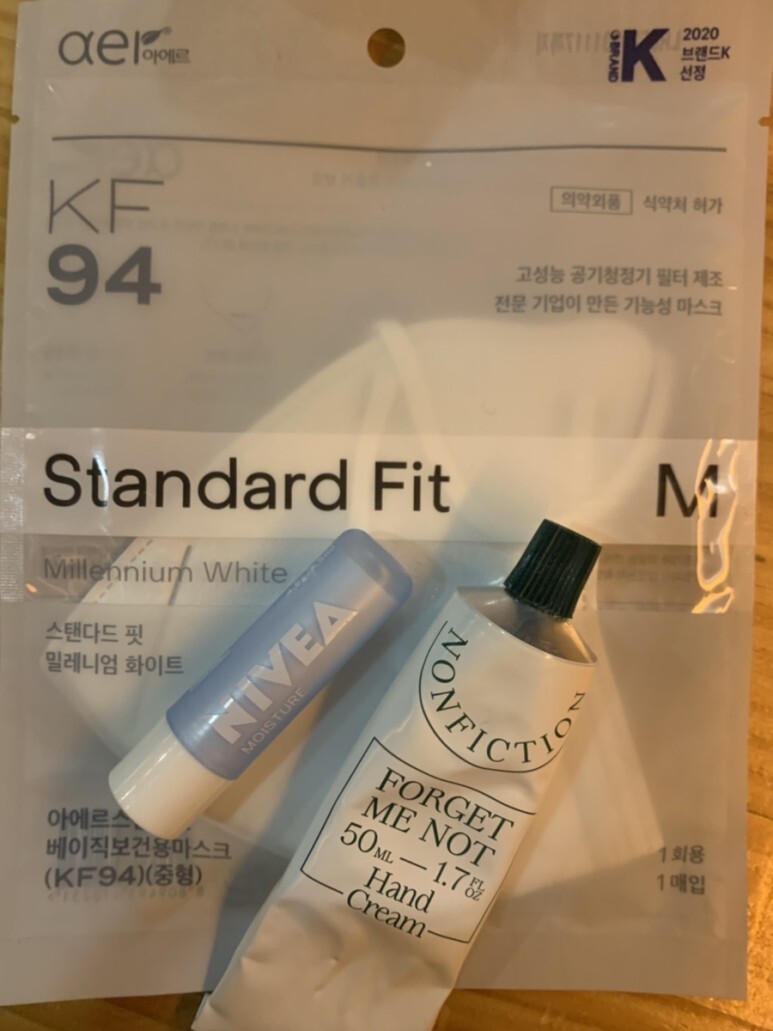 aer 아에르
BRAND K
2020
브랜드K
선정
KF
94
의약외품 식약처 허가
고성능 공기청정기 필터 제조
전문 기업이 만든 기능성 마스크
Standard Fit M
Millennium White
스탠다드 핏
밀레니엄 화이트
NIVEA
MOISTURE
NONFICTION
FORGET
ME NOT
50ML — 1.7 FL OZ
Hand
Cream
베이직보건용마스크
(KF94)(중형)
1회용
1매입